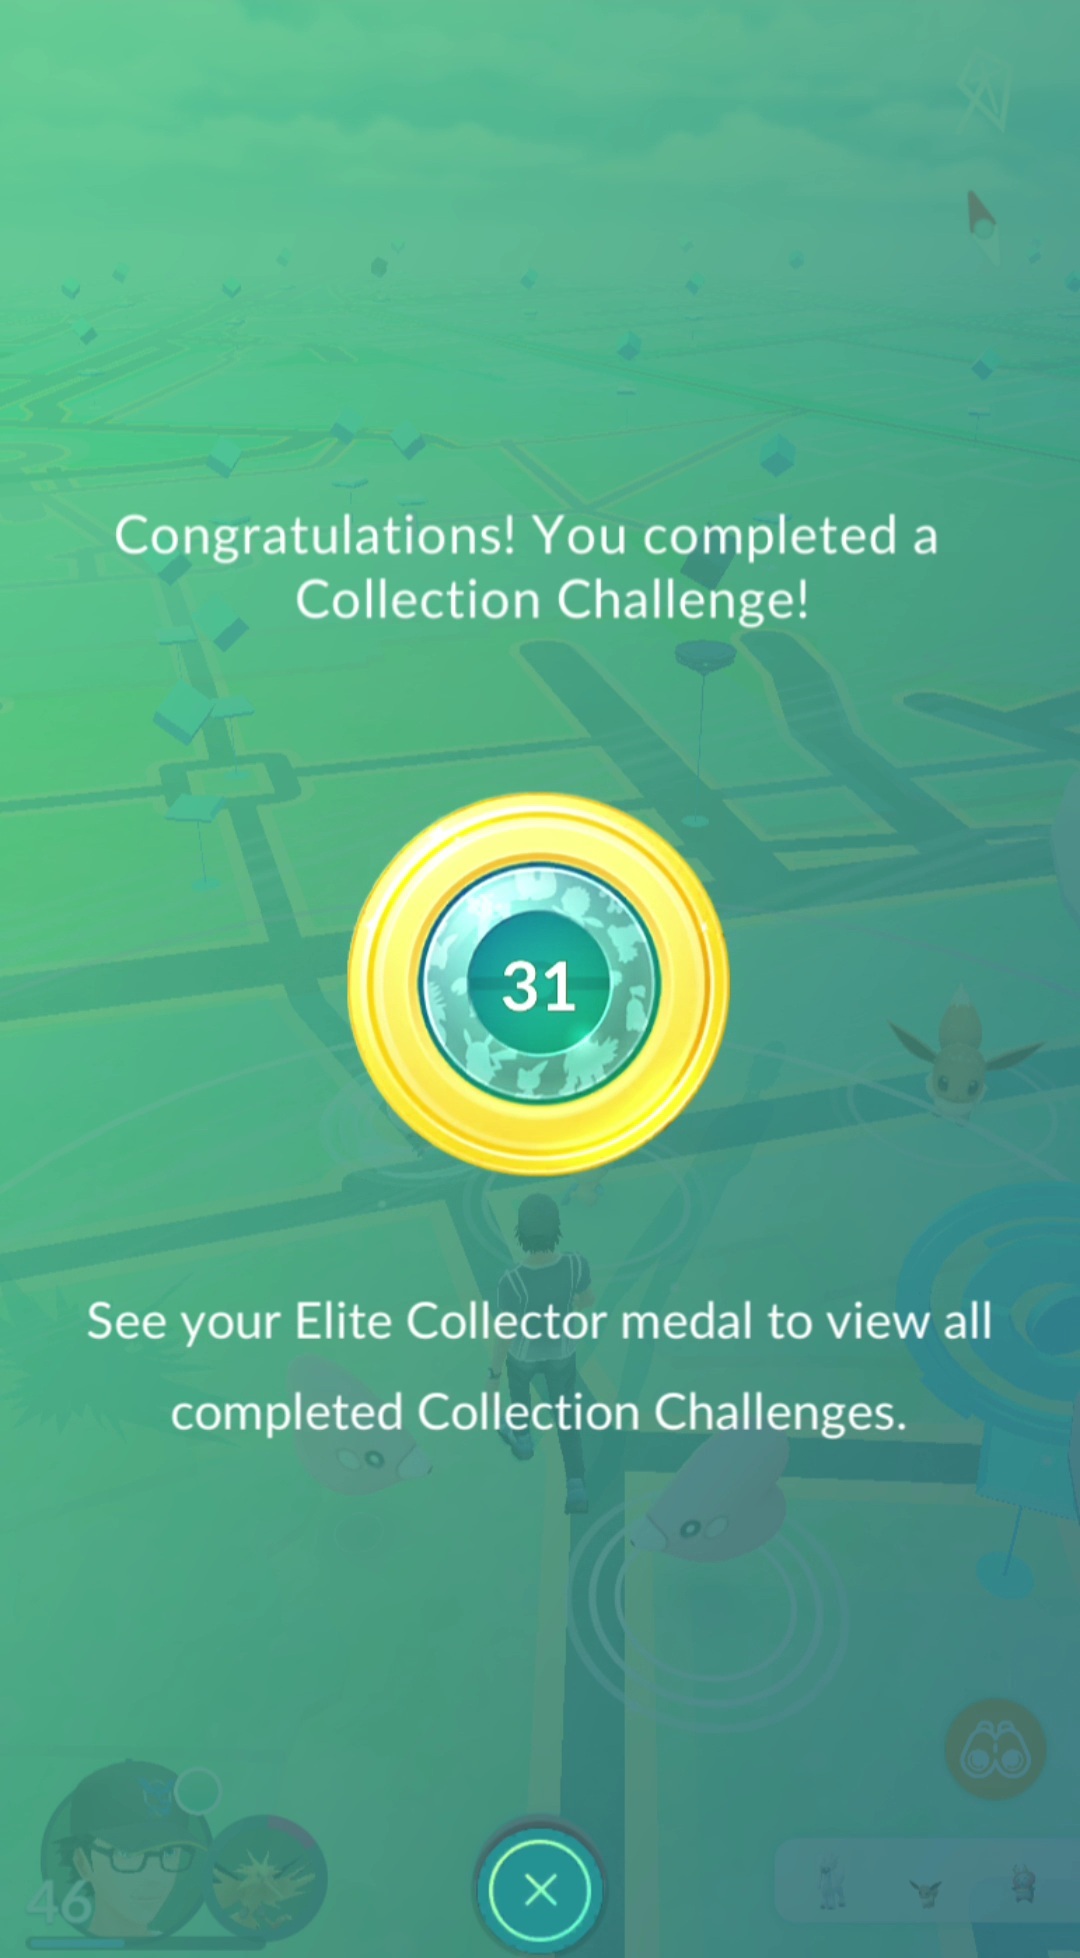 Congratulations! You completed a
Collection Challenge!
31
See your Elite Collector medal to view all
completed Collection Challenges.
46